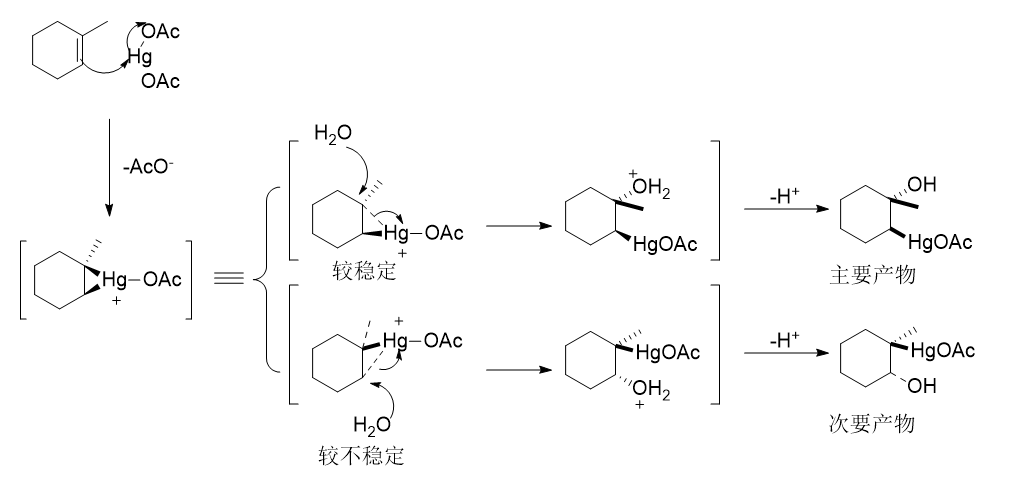 OAc
Hg
OAc
-AcO-
Hg
OAc
+
H2O
Hg
OAc
+
较稳定
+
OH2
HgOAc
-H+
OH
HgOAc
主要产物
+
Hg
OAc
H2O
较不稳定
HgOAc
OH2
+
-H+
HgOAc
OH
次要产物